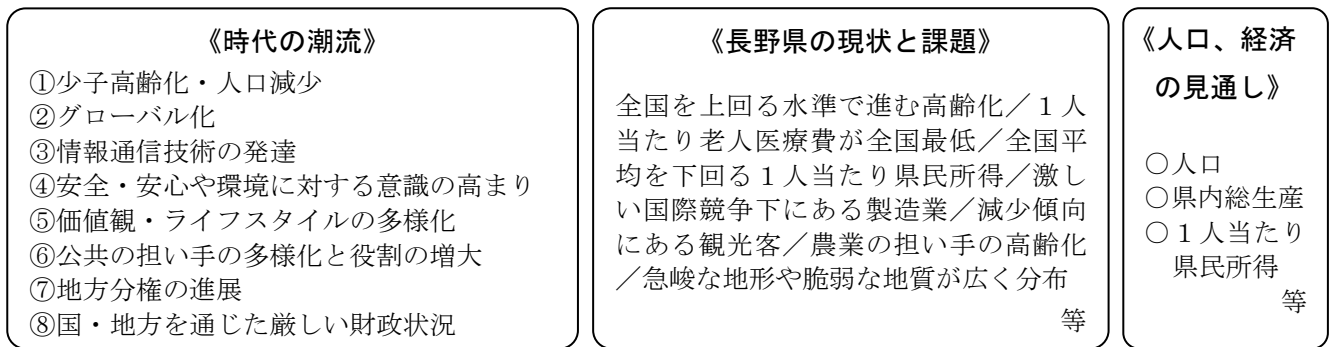 《時代の潮流》
①少子高齢化・人口減少
②グローバル化
③情報通信技術の発達
④安全・安心や環境に対する意識の高まり
⑤価値観・ライフスタイルの多様化
⑥公共の担い手の多様化と役割の増大
⑦地方分権の進展
⑧国・地方を通じた厳しい財政状況
《長野県の現状と課題》
全国を上回る水準で進む高齢化／１人
当たり老人医療費が全国最低／全国平
均を下回る１人当たり県民所得／激し
い国際競争下にある製造業／減少傾向
にある観光客／農業の担い手の高齢化
／急峻な地形や脆弱な地質が広く分布
等
《人口、経済
の見通し》
○人口
○県内総生産
○１人当たり
県民所得
等